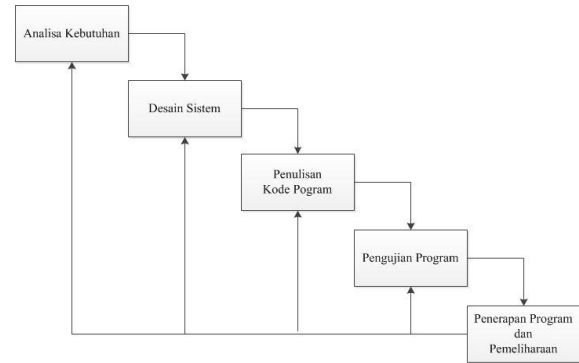 Analisa Kebutuhan
Desain Sistem
Penulisan
Kode Pogram
Pengujian Program
Penerapan Program
dan
Pemeliharaan